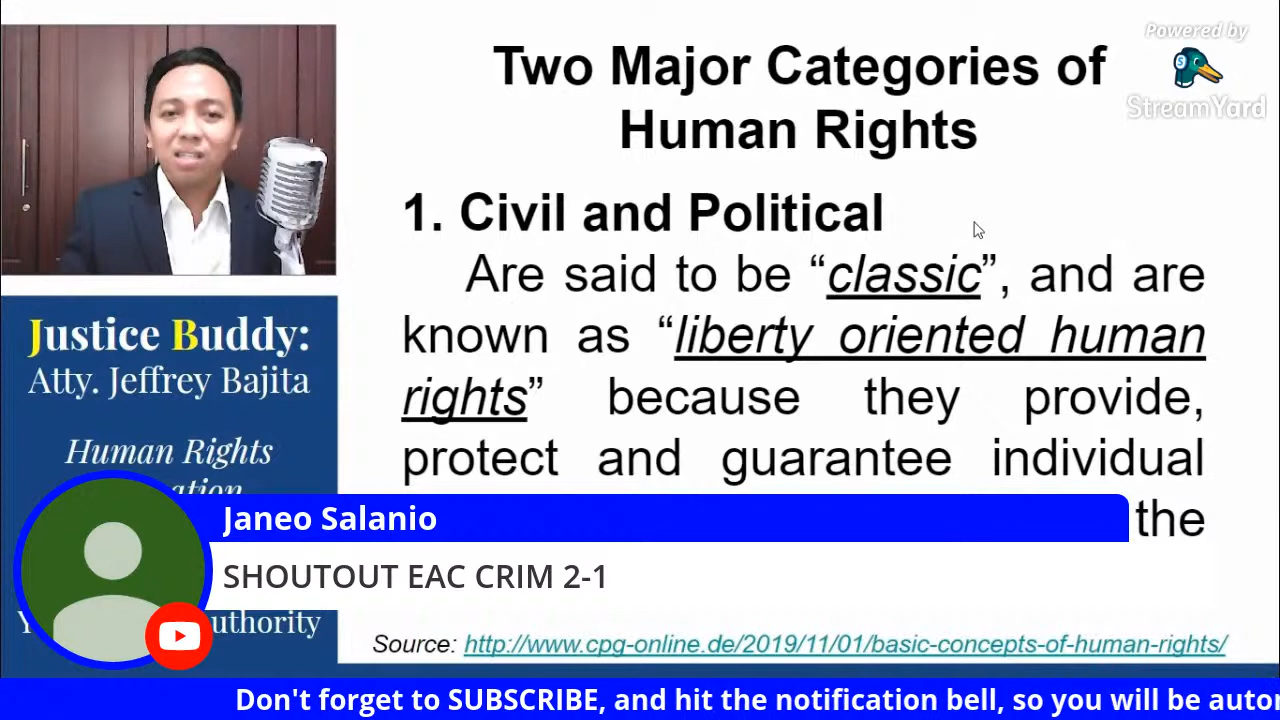 Powered by
StreamYard
Two Major Categories of
Human Rights
1. Civil and Political
Are said to be “classic”, and are
known as “liberty oriented human
rights” because they provide,
protect and guarantee individual
the
Source: http://www.cpg-online.de/2019/11/01/basic-concepts-of-human-rights/
Justice Buddy:
Atty. Jeffrey Bajita
Human Rights
Janeo Salanio
SHOUTOUT EAC CRIM 2-1
Don't forget to SUBSCRIBE, and hit the notification bell, so you will be